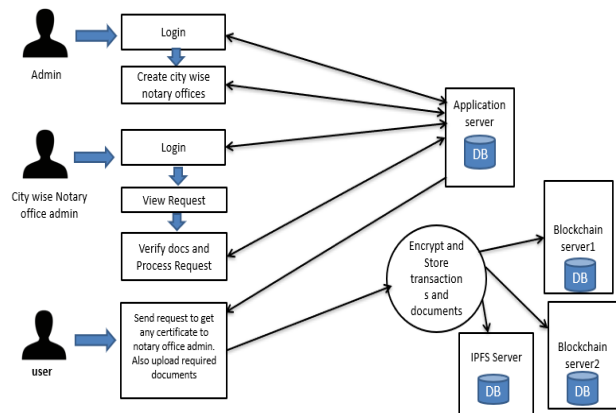 Admin
Login
Create city wise
notary offices
Application
server
DB
City wise Notary
office admin
Login
View Request
Verify docs and
Process Request
user
Send request to get
any certificate to
notary office admin.
Also upload required
documents
Encrypt and
Store
transaction
s and
documents
Blockchain
server1
DB
IPFS Server
DB
Blockchain
server2
DB